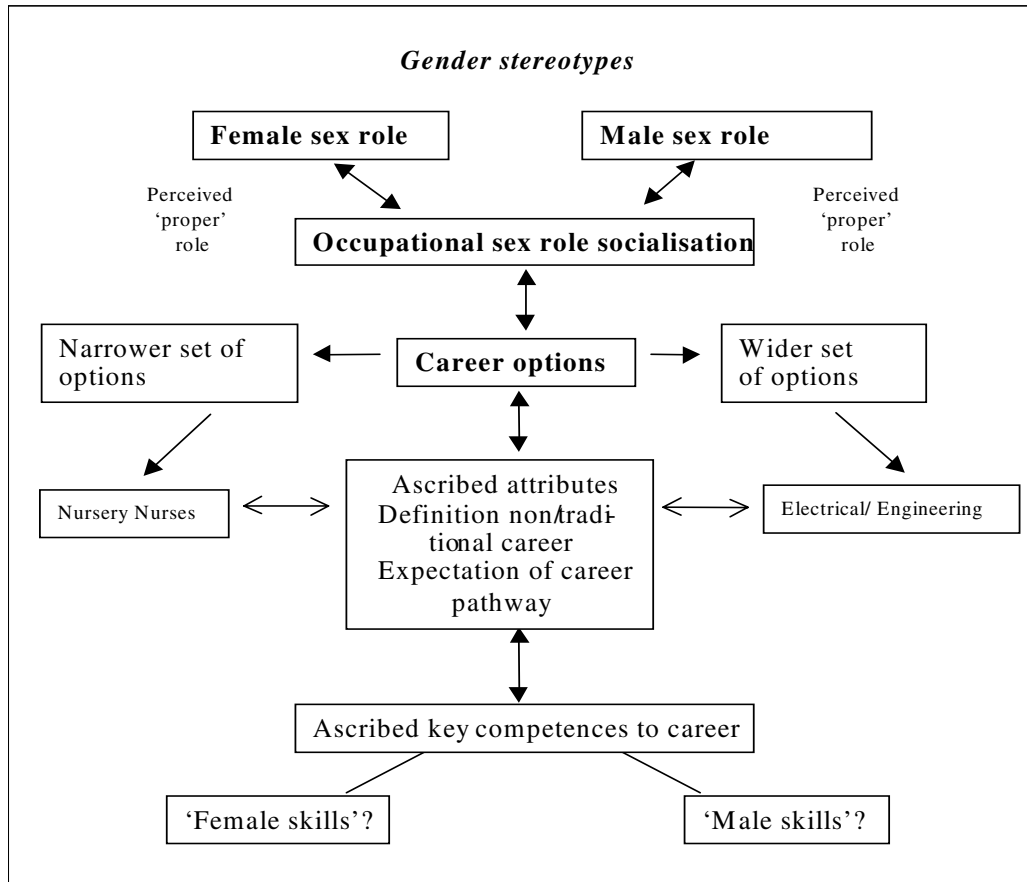 Gender stereotypes
Female sex role
Male sex role
Perceived
‘proper’
role
Perceived
‘proper’
role
Occupational sex role socialisation
Narrower set of
options
Career options
Wider set
of options
Nursery Nurses
Ascribed attributes
Definition non/tradi-
tional career
Expectation of career
pathway
Electrical/ Engineering
Ascribed key competences to career
‘Female skills’?
‘Male skills’?